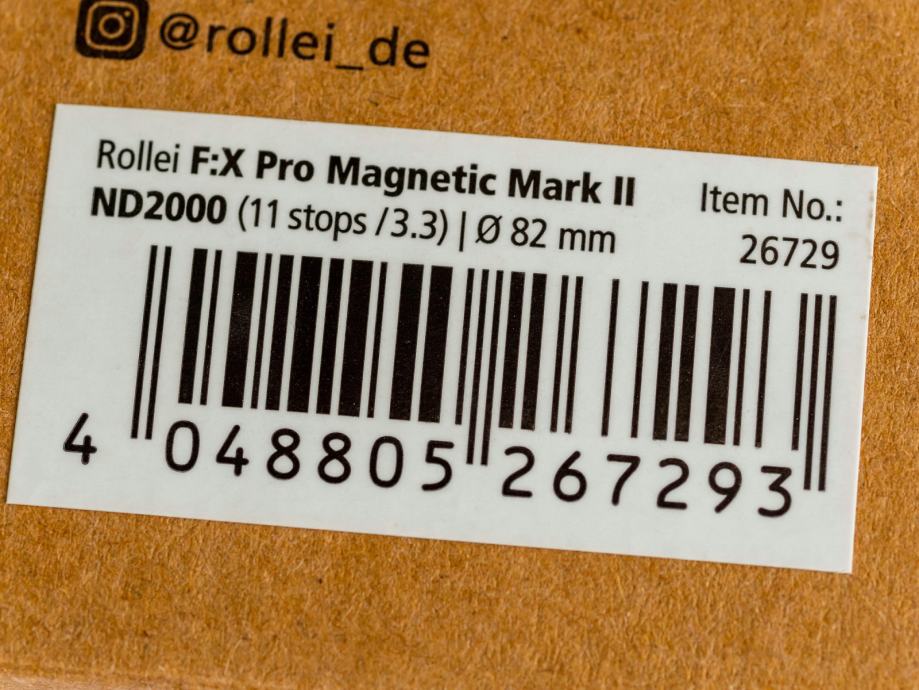 @rollei_de
Rollei F:X Pro Magnetic Mark II
ND2000 (11 stops /3.3) | Ø 82 mm
Item No.:
26729
4 048805 267293